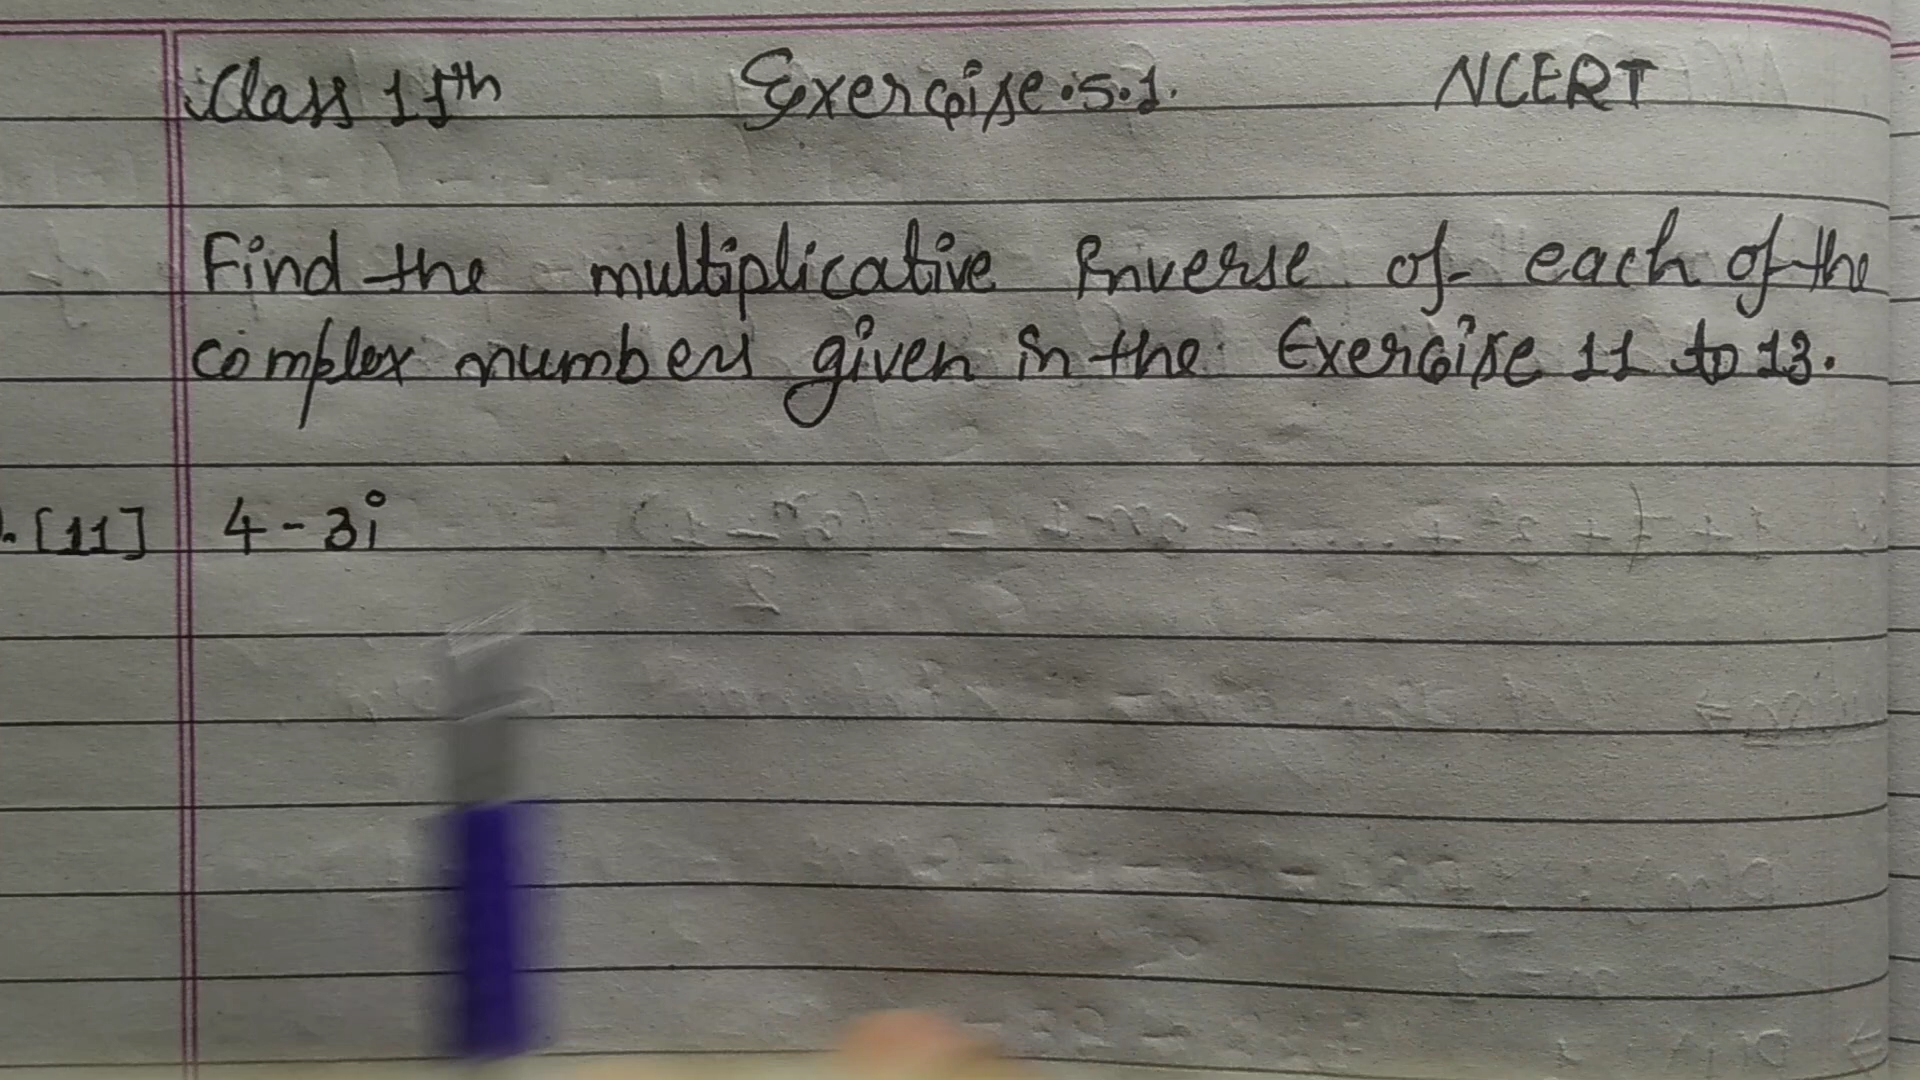 Class 11th Exercise.5.1. NCERT
Find the multiplicative inverse of each of the
complex numbers given in the Exercise 11 to 13.
.[11] 4-3i